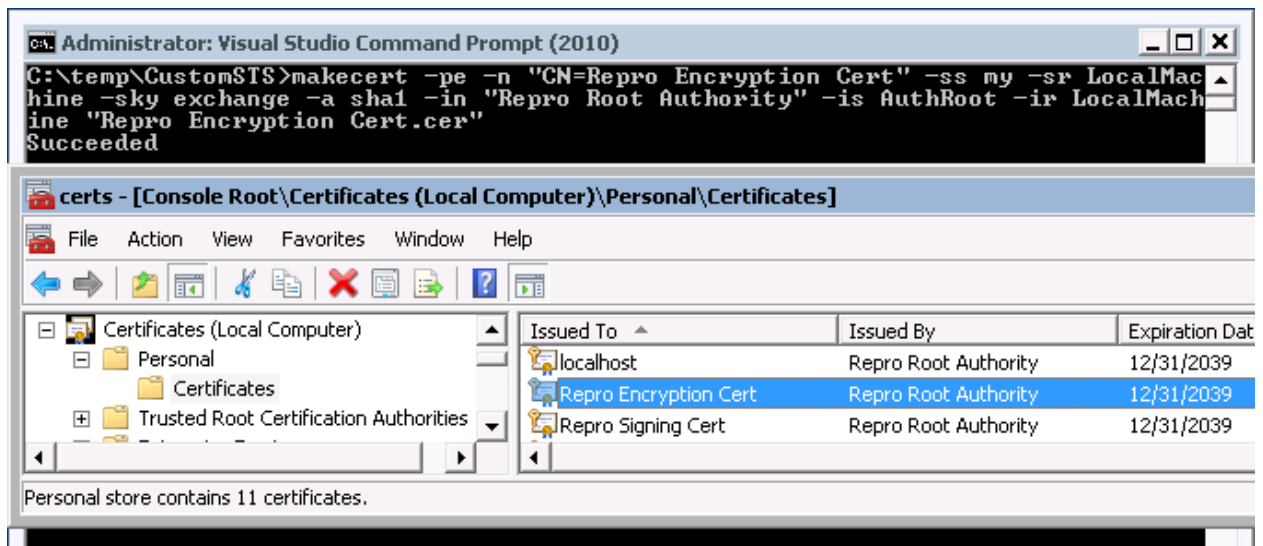 Administrator: Visual Studio Command Prompt (2010)
C:\temp\CustomSTS>makecert -pe -n "CN=Repro Encryption Cert" -ss my -sr LocalMac
hine -sky exchange -a sha1 -in "Repro Root Authority" -is AuthRoot -ir LocalMach
ine "Repro Encryption Cert.cer"
Succeeded
certs - [Console Root\Certificates (Local Computer)\Personal\Certificates]
File Action View Favorites Window Help
Certificates (Local Computer)
Personal
Certificates
Trusted Root Certification Authorities
Issued To Issued By Expiration Dat
localhost Repro Root Authority 12/31/2039
Repro Encryption Cert Repro Root Authority 12/31/2039
Repro Signing Cert Repro Root Authority 12/31/2039
Personal store contains 11 certificates.